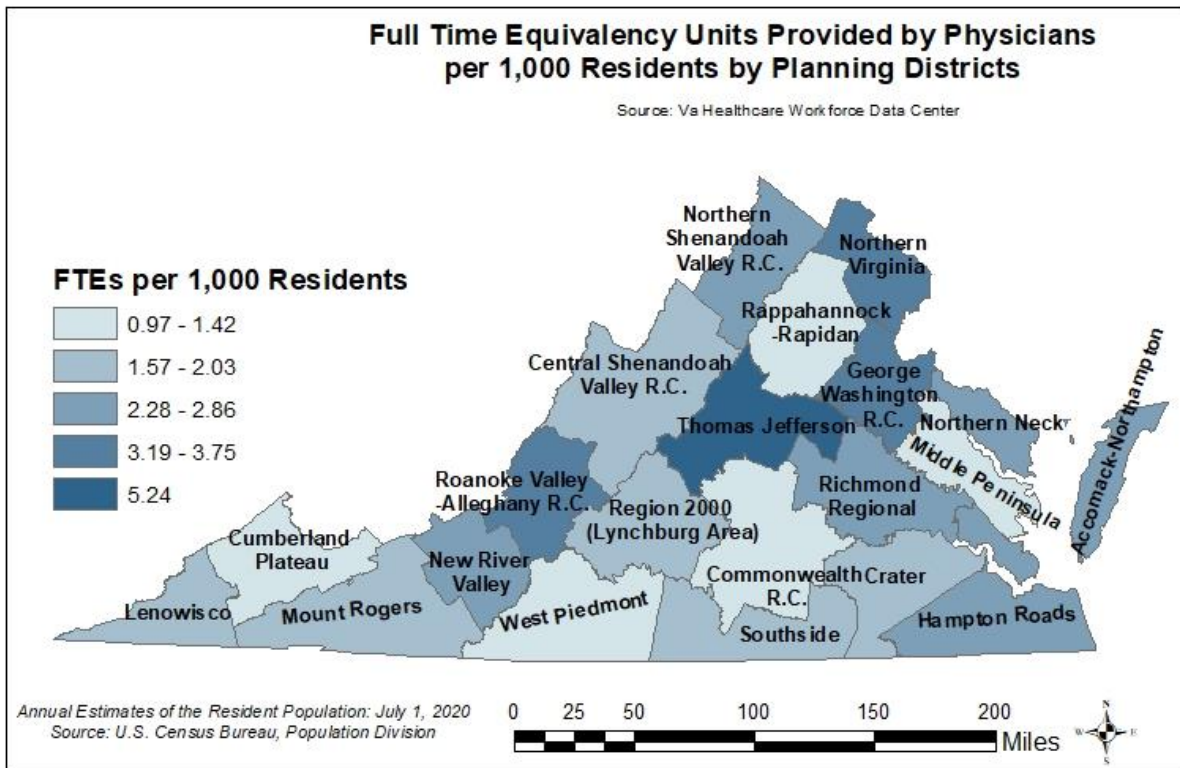 Full Time Equivalency Units Provided by Physicians
per 1,000 Residents by Planning Districts
Source: Va Healthcare Workforce Data Center
FTEs per 1,000 Residents
0.97 - 1.42
1.57 - 2.03
2.28 - 2.86
3.19 - 3.75
5.24
Northern
Shenandoah
Valley R.C.
Northern
Virginia
Rappahannock
-Rapidan
Central Shenandoah
Valley R.C.
George
Washington
R.C.
Northern Neck
Thomas Jefferson
Middle Peninsula
Accomack-Northampton
Roanoke Valley
-Alleghany R.C.
Region 2000
(Lynchburg Area)
Richmond
Regional
Cumberland
Plateau
New River
Valley
Commonwealth
R.C.
Crater
Lenowisco
Mount Rogers
West Piedmont
Southside
Hampton Roads
Annual Estimates of the Resident Population: July 1, 2020
Source: U.S. Census Bureau, Population Division
0 25 50 100 150 200
Miles
N
W E
S